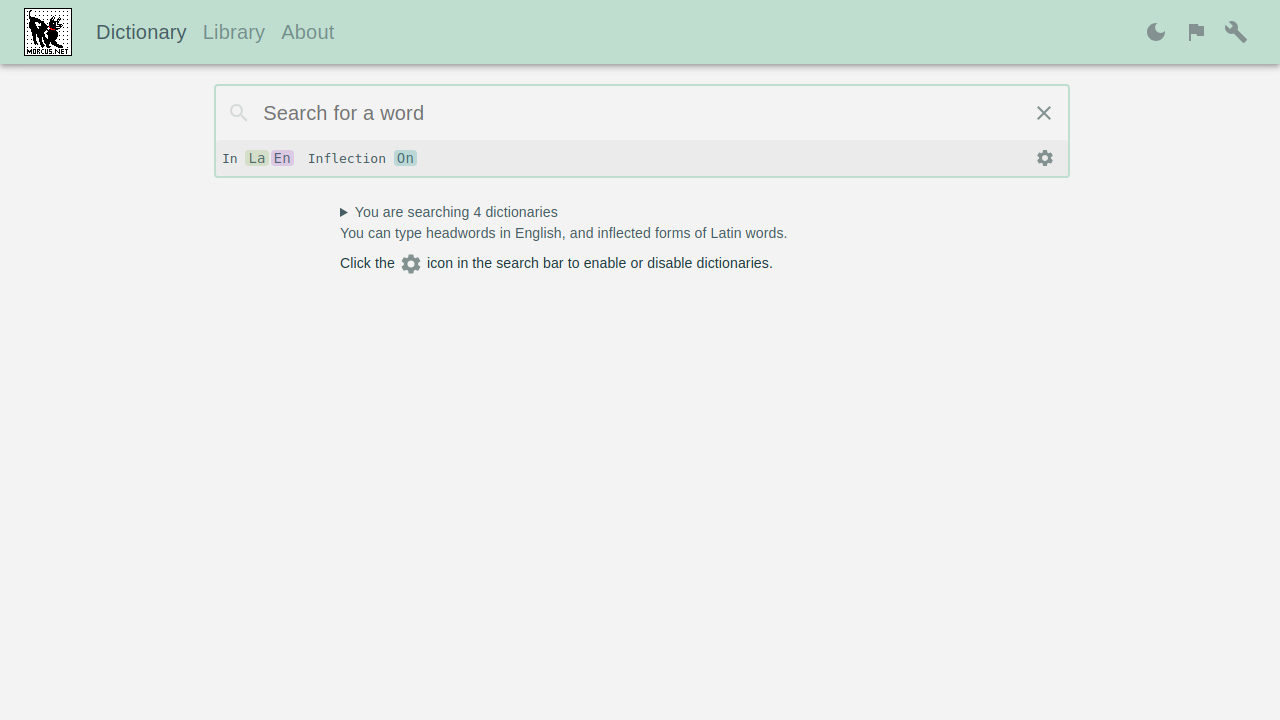 MORCUS.NET
Dictionary Library About
Search for a word
In La En Inflection On
You are searching 4 dictionaries
You can type headwords in English, and inflected forms of Latin words.
Click the icon in the search bar to enable or disable dictionaries.